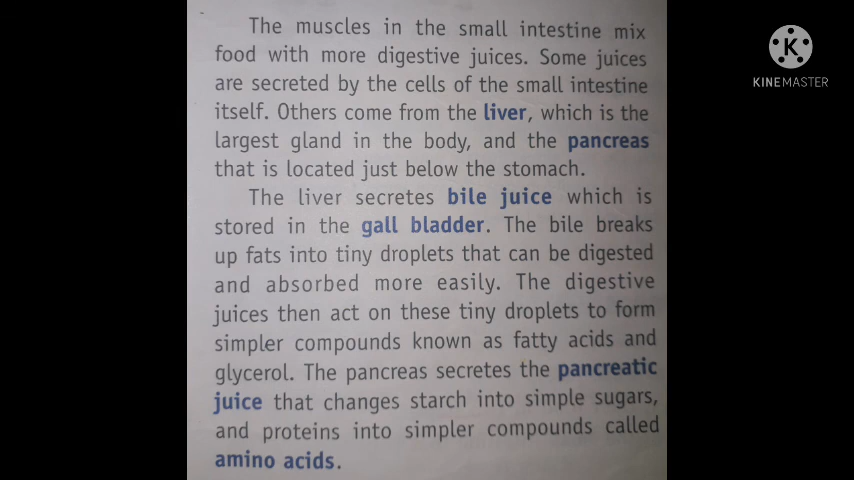 The muscles in the small intestine mix
food with more digestive juices. Some juices
are secreted by the cells of the small intestine
itself. Others come from the liver, which is the
largest gland in the body, and the pancreas
that is located just below the stomach.
The liver secretes bile juice which is
stored in the gall bladder. The bile breaks
up fats into tiny droplets that can be digested
and absorbed more easily. The digestive
juices then act on these tiny droplets to form
simpler compounds known as fatty acids and
glycerol. The pancreas secretes the pancreatic
juice that changes starch into simple sugars,
and proteins into simpler compounds called
amino acids.
K
KINEMASTER